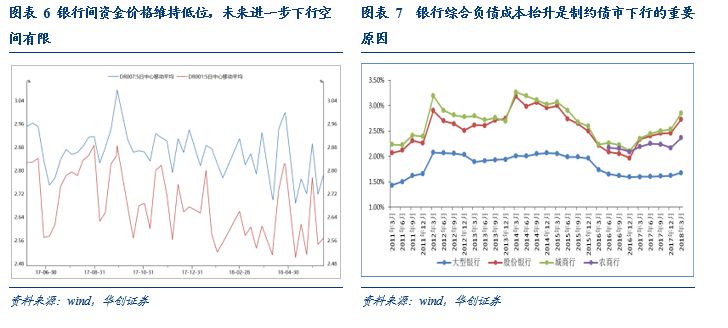 图表 6 银行间资金价格维持低位，未来进一步下行空
间有限
DR007:5日中心移动平均 DR001:5日中心移动平均
3.04 3.04
2.96 2.96
2.88 2.88
2.80 2.80
2.72 2.72
2.64 2.64
2.56 2.56
2.48 2.48
17-06-30 17-08-31 17-10-31 17-12-31 18-02-28 18-04-30
资料来源：wind，华创证券
图表 7 银行综合负债成本抬升是制约债市下行的重要
原因
3.50%
3.00%
2.50%
2.00%
1.50%
1.00%
2011年3月 2011年6月 2011年9月 2011年12月 2012年3月 2012年6月 2012年9月 2012年12月 2013年3月 2013年6月 2013年9月 2013年12月 2014年3月 2014年6月 2014年9月 2014年12月 2015年3月 2015年6月 2015年9月 2015年12月 2016年3月 2016年6月 2016年9月 2016年12月 2017年3月 2017年6月 2017年9月 2017年12月 2018年3月
大型银行 股份银行 城商行 农商行
资料来源：wind，华创证券